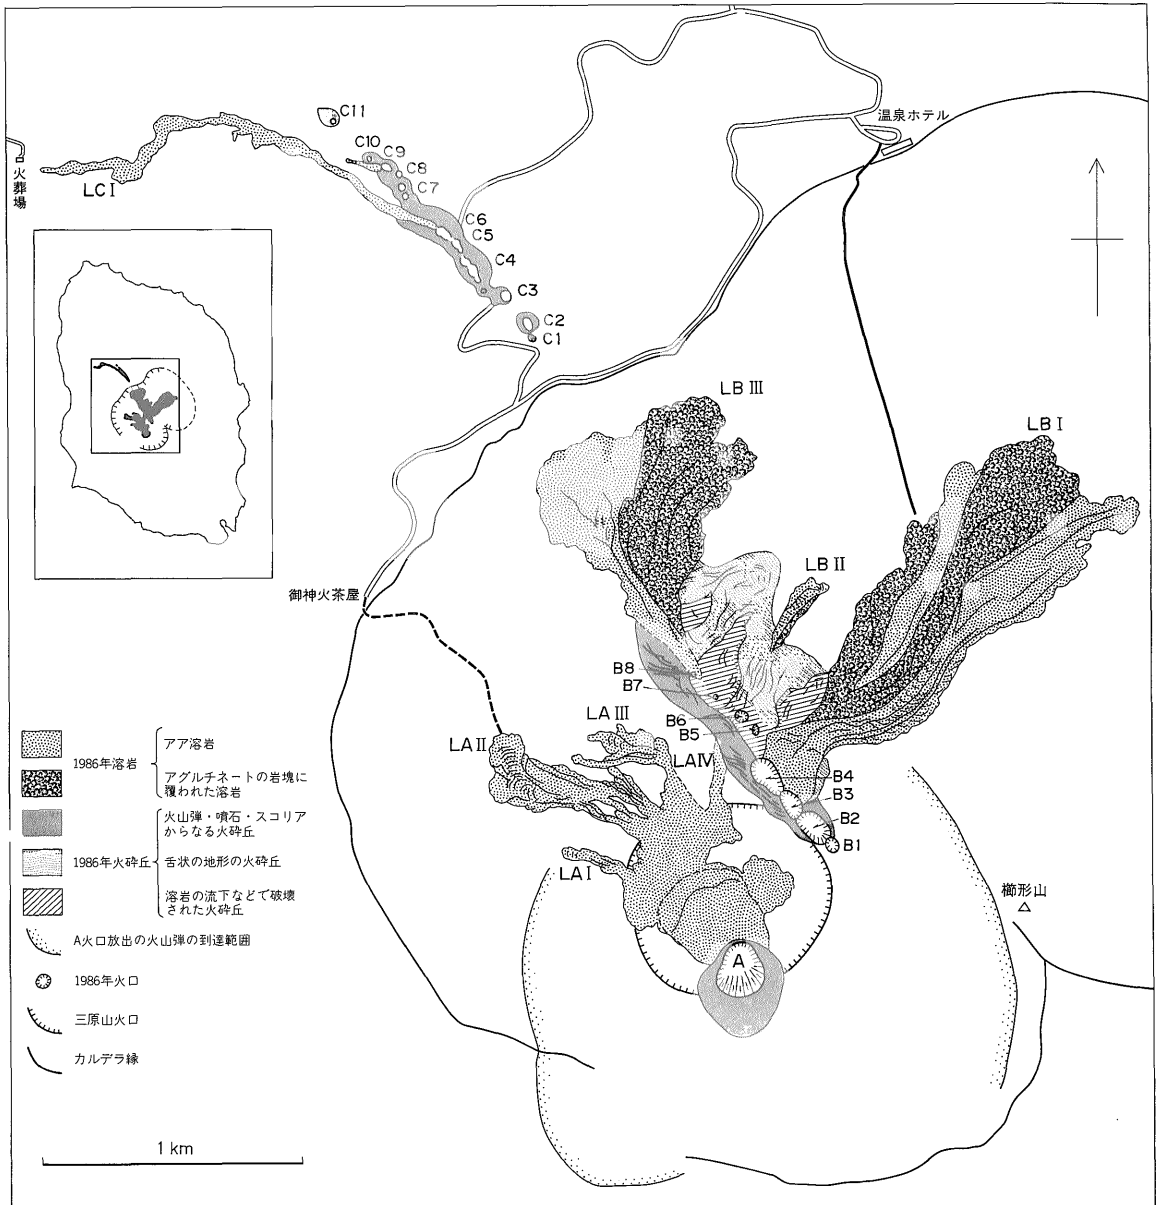 温泉ホテル
火葬場
C11
C10
C9
C8
C7
C6
C5
C4
C3
C2
C1
LC I
LB III
LB I
LB II
御神火茶屋
B8
B7
B6
B5
B4
B3
B2
B1
LA III
LA II
LA IV
LA I
A
櫛形山
1986年溶岩
アア溶岩
アグルチネートの岩塊に
覆われた溶岩
1986年火砕丘
火山弾・噴石・スコリア
からなる火砕丘
舌状の地形の火砕丘
溶岩の流下などで破壊
された火砕丘
A火口放出の火山弾の到達範囲
1986年火口
三原山火口
カルデラ縁
1 km